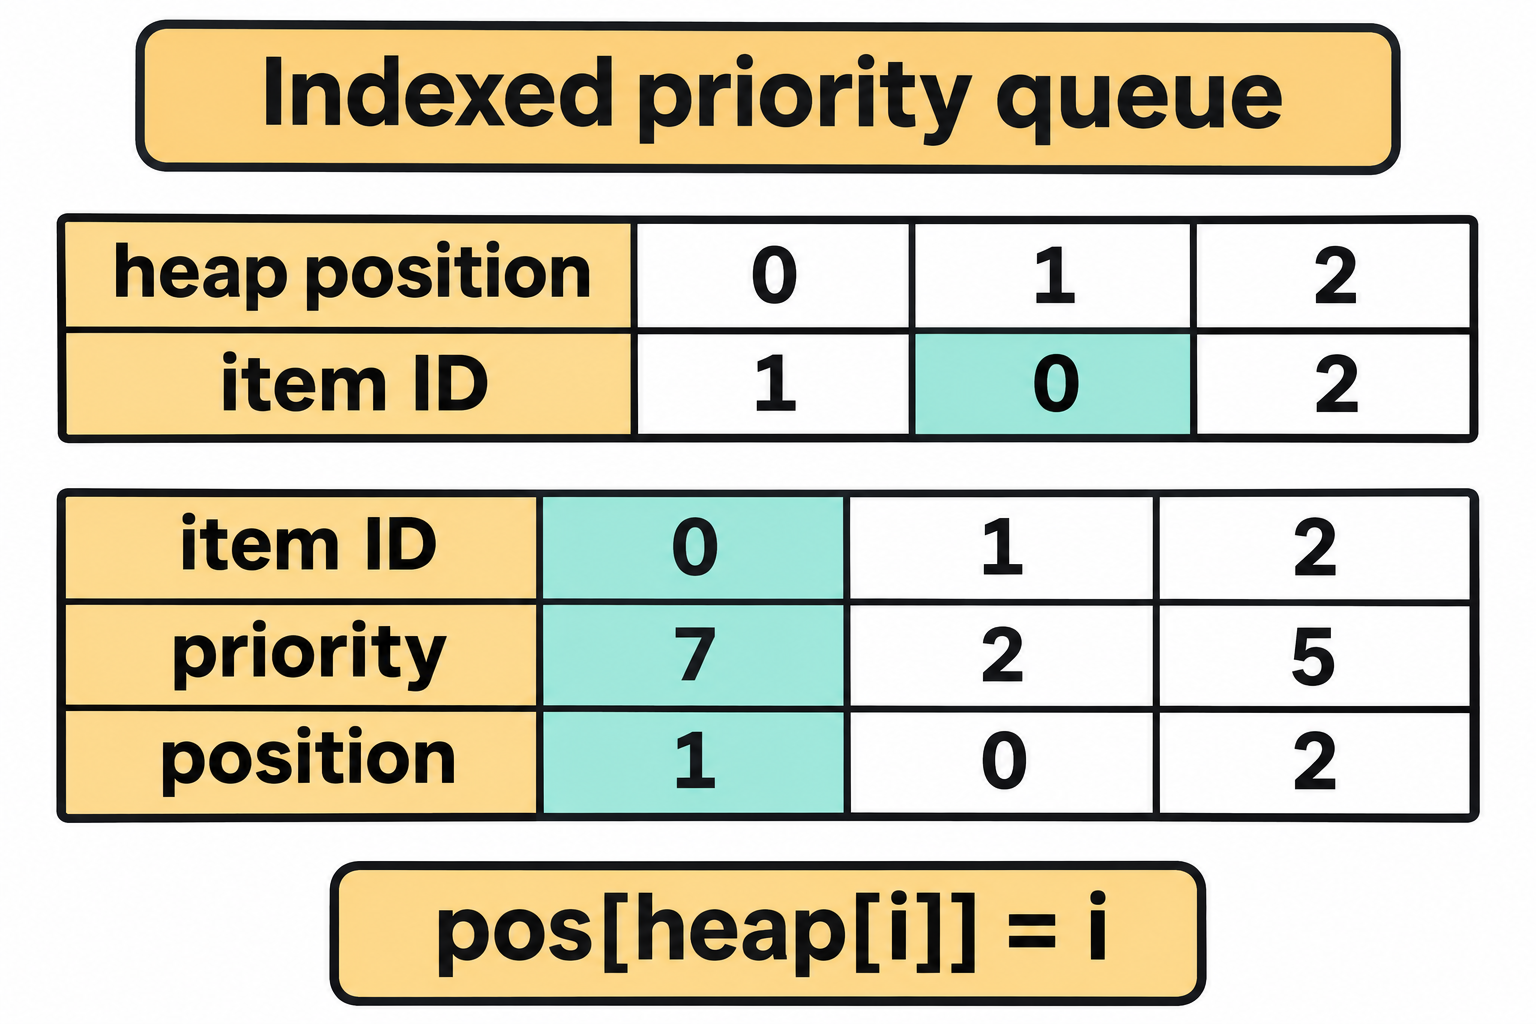 Indexed priority queue
heap position 0 1 2
item ID 1 0 2
item ID 0 1 2
priority 7 2 5
position 1 0 2
pos[heap[i]] = i